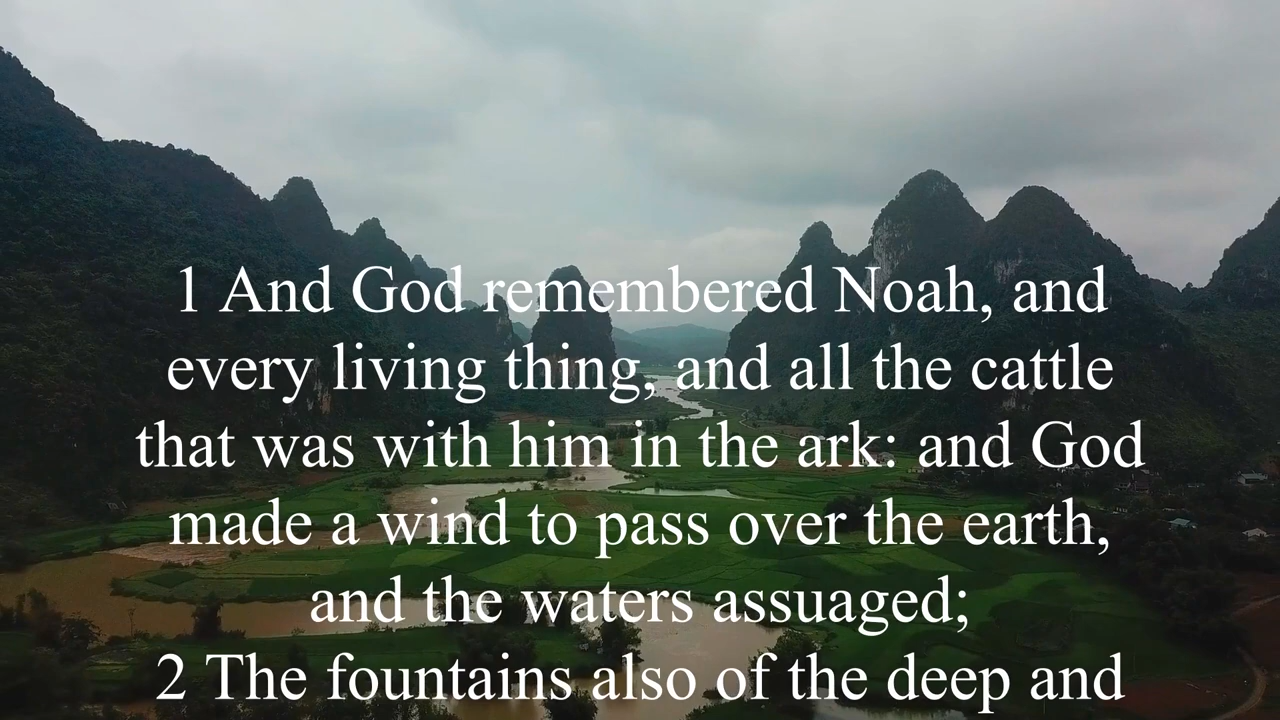 1 And God remembered Noah, and
every living thing, and all the cattle
that was with him in the ark: and God
made a wind to pass over the earth,
and the waters assuaged;
2 The fountains also of the deep and